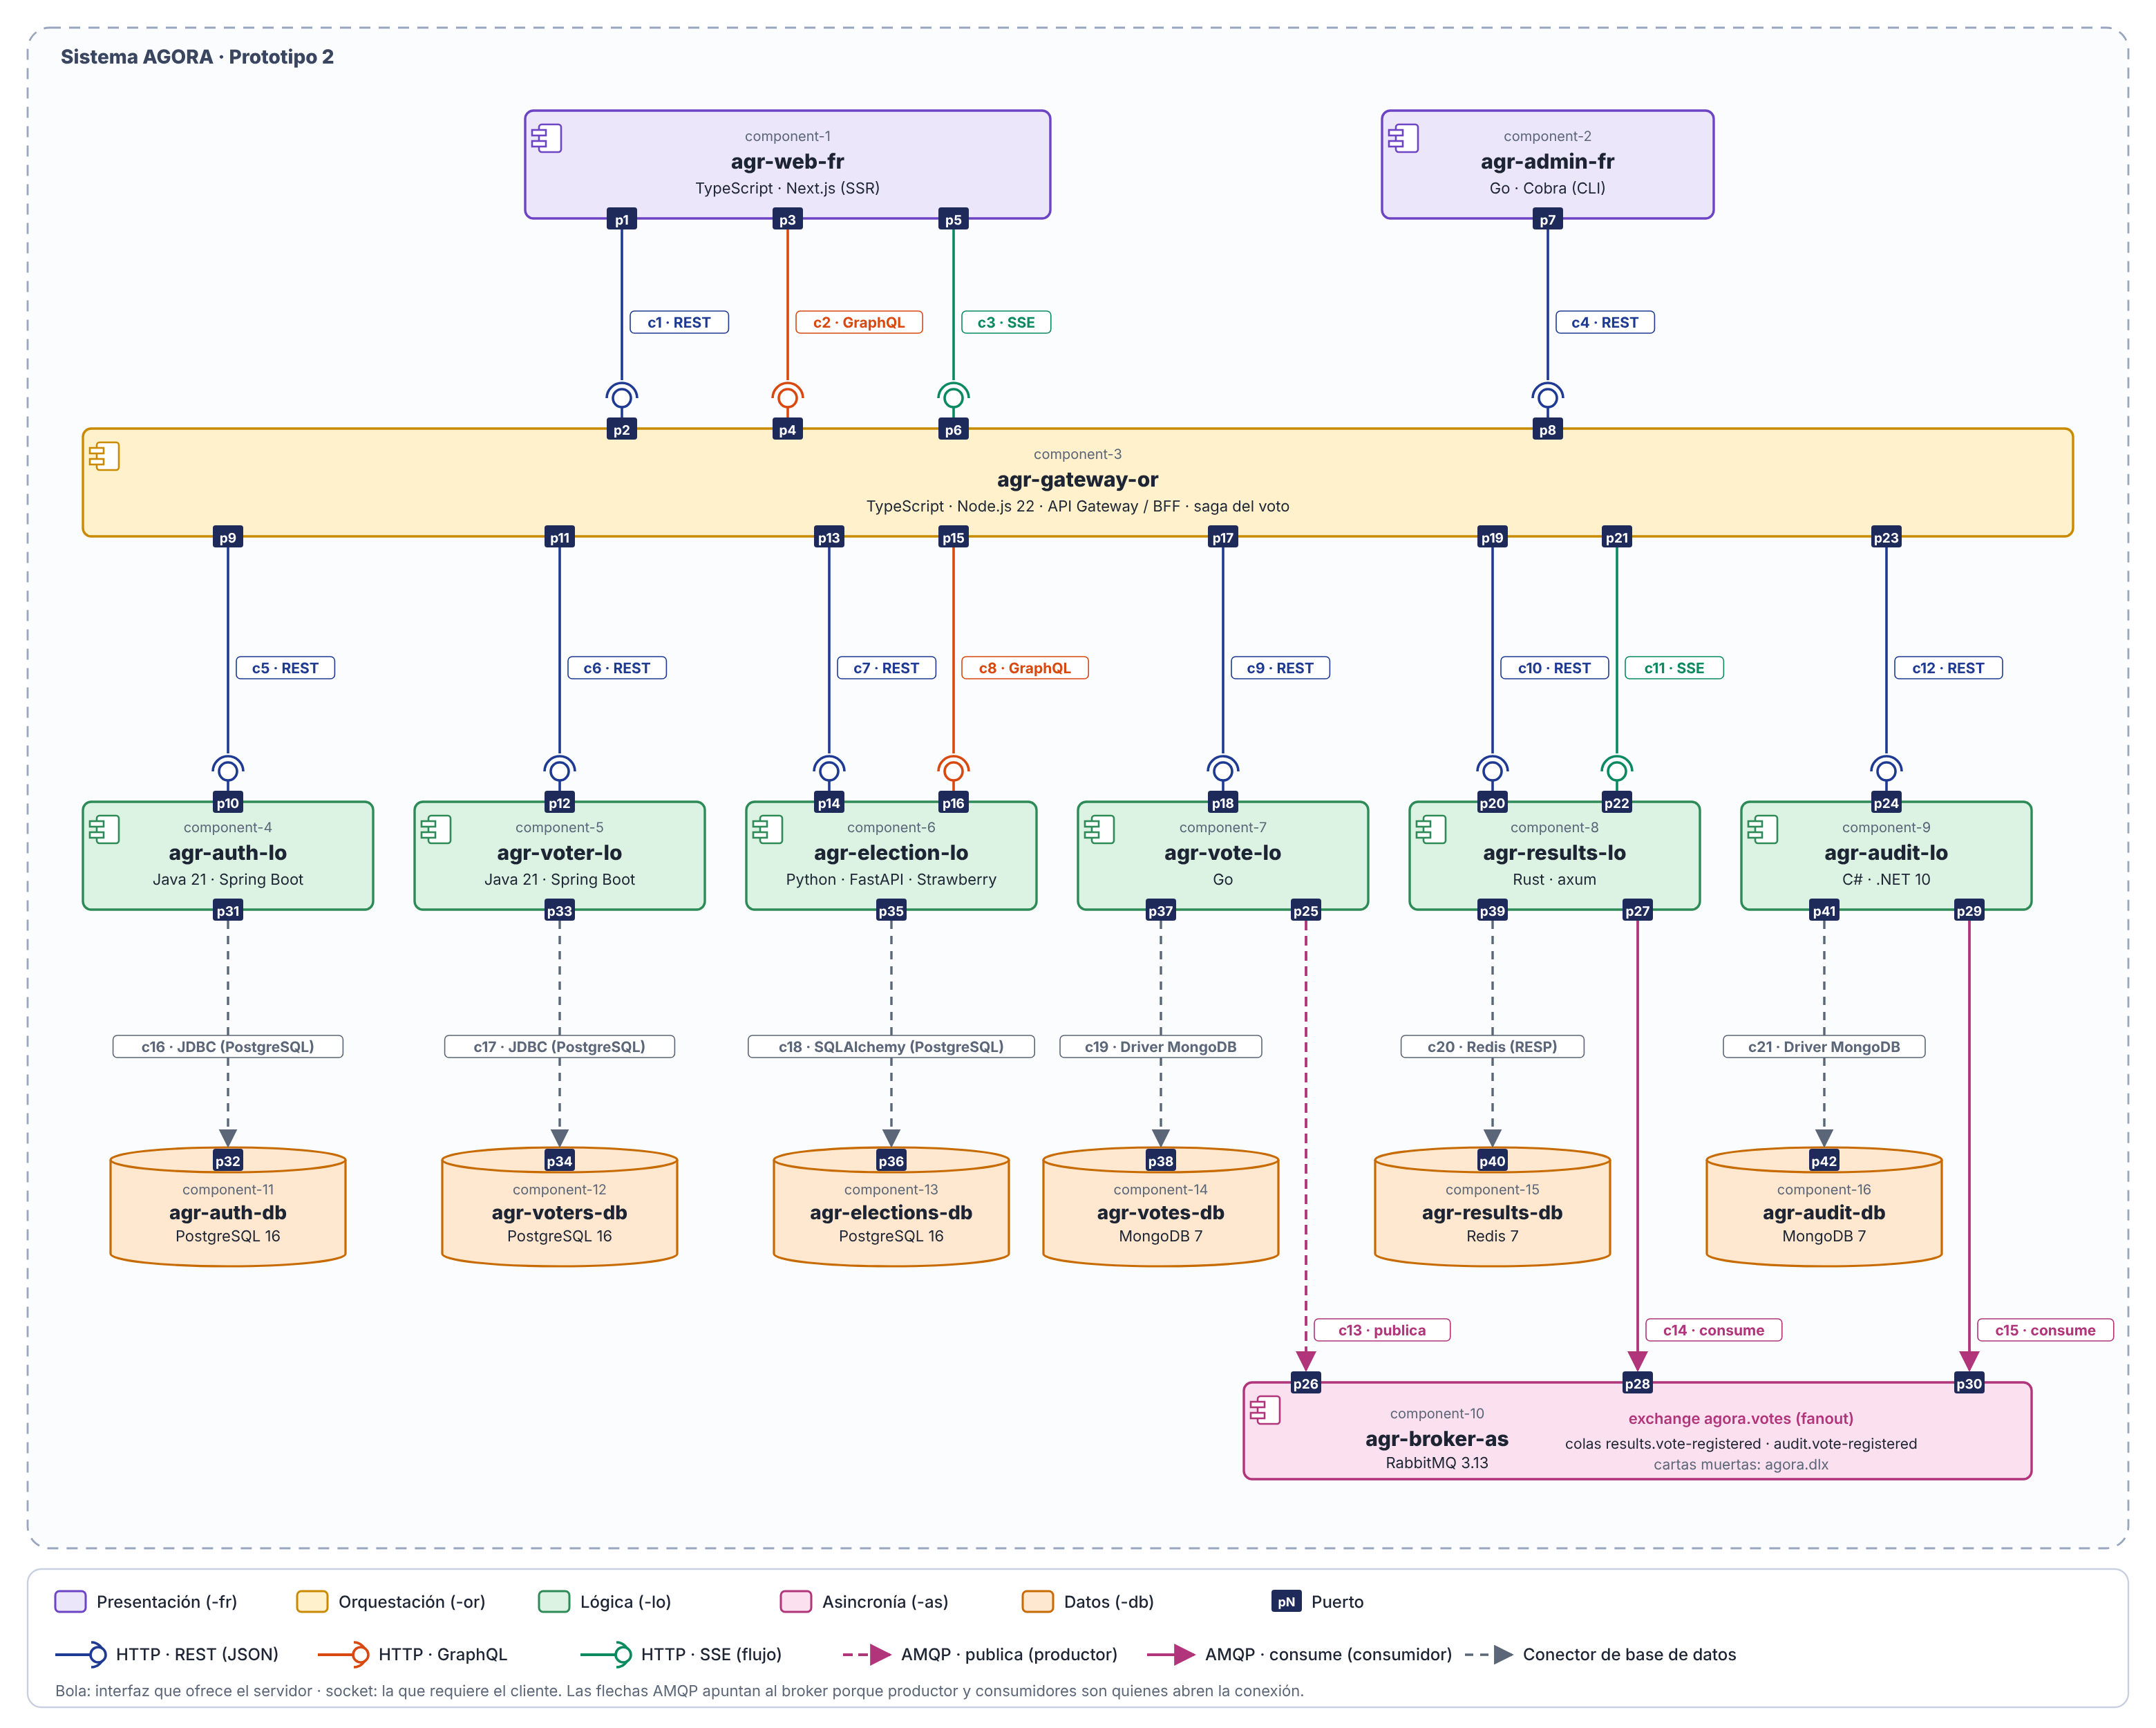 Sistema AGORA · Prototipo 2
component-1
agr-web-fr
TypeScript · Next.js (SSR)
component-2
agr-admin-fr
Go · Cobra (CLI)
p1
p3
p5
p7
c1 · REST
c2 · GraphQL
c3 · SSE
c4 · REST
p2
p4
p6
p8
component-3
agr-gateway-or
TypeScript · Node.js 22 · API Gateway / BFF · saga del voto
p9
p11
p13
p15
p17
p19
p21
p23
c5 · REST
c6 · REST
c7 · REST
c8 · GraphQL
c9 · REST
c10 · REST
c11 · SSE
c12 · REST
p10
p12
p14
p16
p18
p20
p22
p24
component-4
agr-auth-lo
Java 21 · Spring Boot
component-5
agr-voter-lo
Java 21 · Spring Boot
component-6
agr-election-lo
Python · FastAPI · Strawberry
component-7
agr-vote-lo
Go
component-8
agr-results-lo
Rust · axum
component-9
agr-audit-lo
C# · .NET 10
p31
p33
p35
p37
p25
p39
p27
p41
p29
c16 · JDBC (PostgreSQL)
c17 · JDBC (PostgreSQL)
c18 · SQLAlchemy (PostgreSQL)
c19 · Driver MongoDB
c20 · Redis (RESP)
c21 · Driver MongoDB
p32
p34
p36
p38
p40
p42
component-11
agr-auth-db
PostgreSQL 16
component-12
agr-voters-db
PostgreSQL 16
component-13
agr-elections-db
PostgreSQL 16
component-14
agr-votes-db
MongoDB 7
component-15
agr-results-db
Redis 7
component-16
agr-audit-db
MongoDB 7
c13 · publica
c14 · consume
c15 · consume
p26
p28
p30
component-10
agr-broker-as
RabbitMQ 3.13
exchange agora.votes (fanout)
colas results.vote-registered · audit.vote-registered
cartas muertas: agora.dlx
Presentación (-fr)
Orquestación (-or)
Lógica (-lo)
Asincronía (-as)
Datos (-db)
pN
Puerto
HTTP · REST (JSON)
HTTP · GraphQL
HTTP · SSE (flujo)
AMQP · publica (productor)
AMQP · consume (consumidor)
Conector de base de datos
Bola: interfaz que ofrece el servidor · socket: la que requiere el cliente. Las flechas AMQP apuntan al broker porque productor y consumidores son quienes abren la conexión.